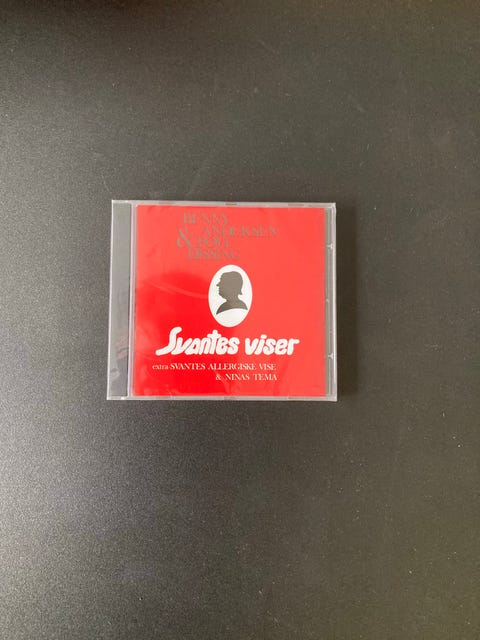 BENNY
ANDERSEN
& POVL
DISSING
Svantes viser
extra SVANTES ALLERGISKE VISE
& NINAS TEMA